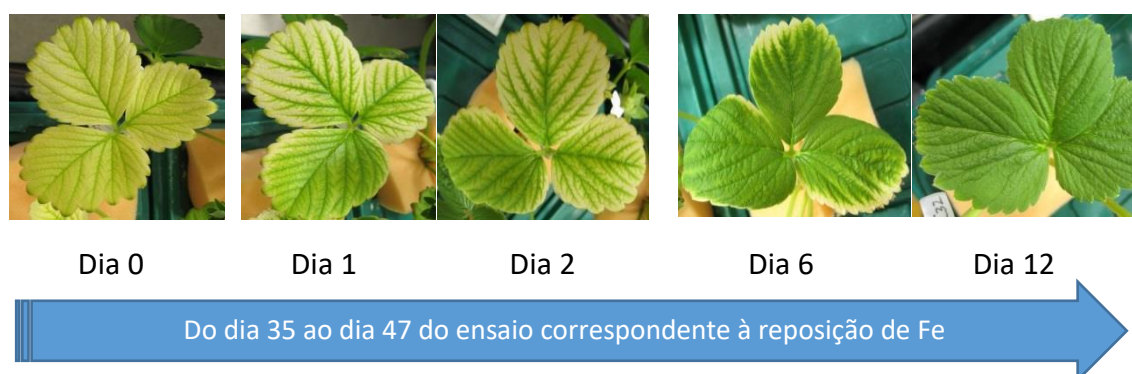 Dia 0
Dia 1
Dia 2
Dia 6
Dia 12
Do dia 35 ao dia 47 do ensaio correspondente à reposição de Fe